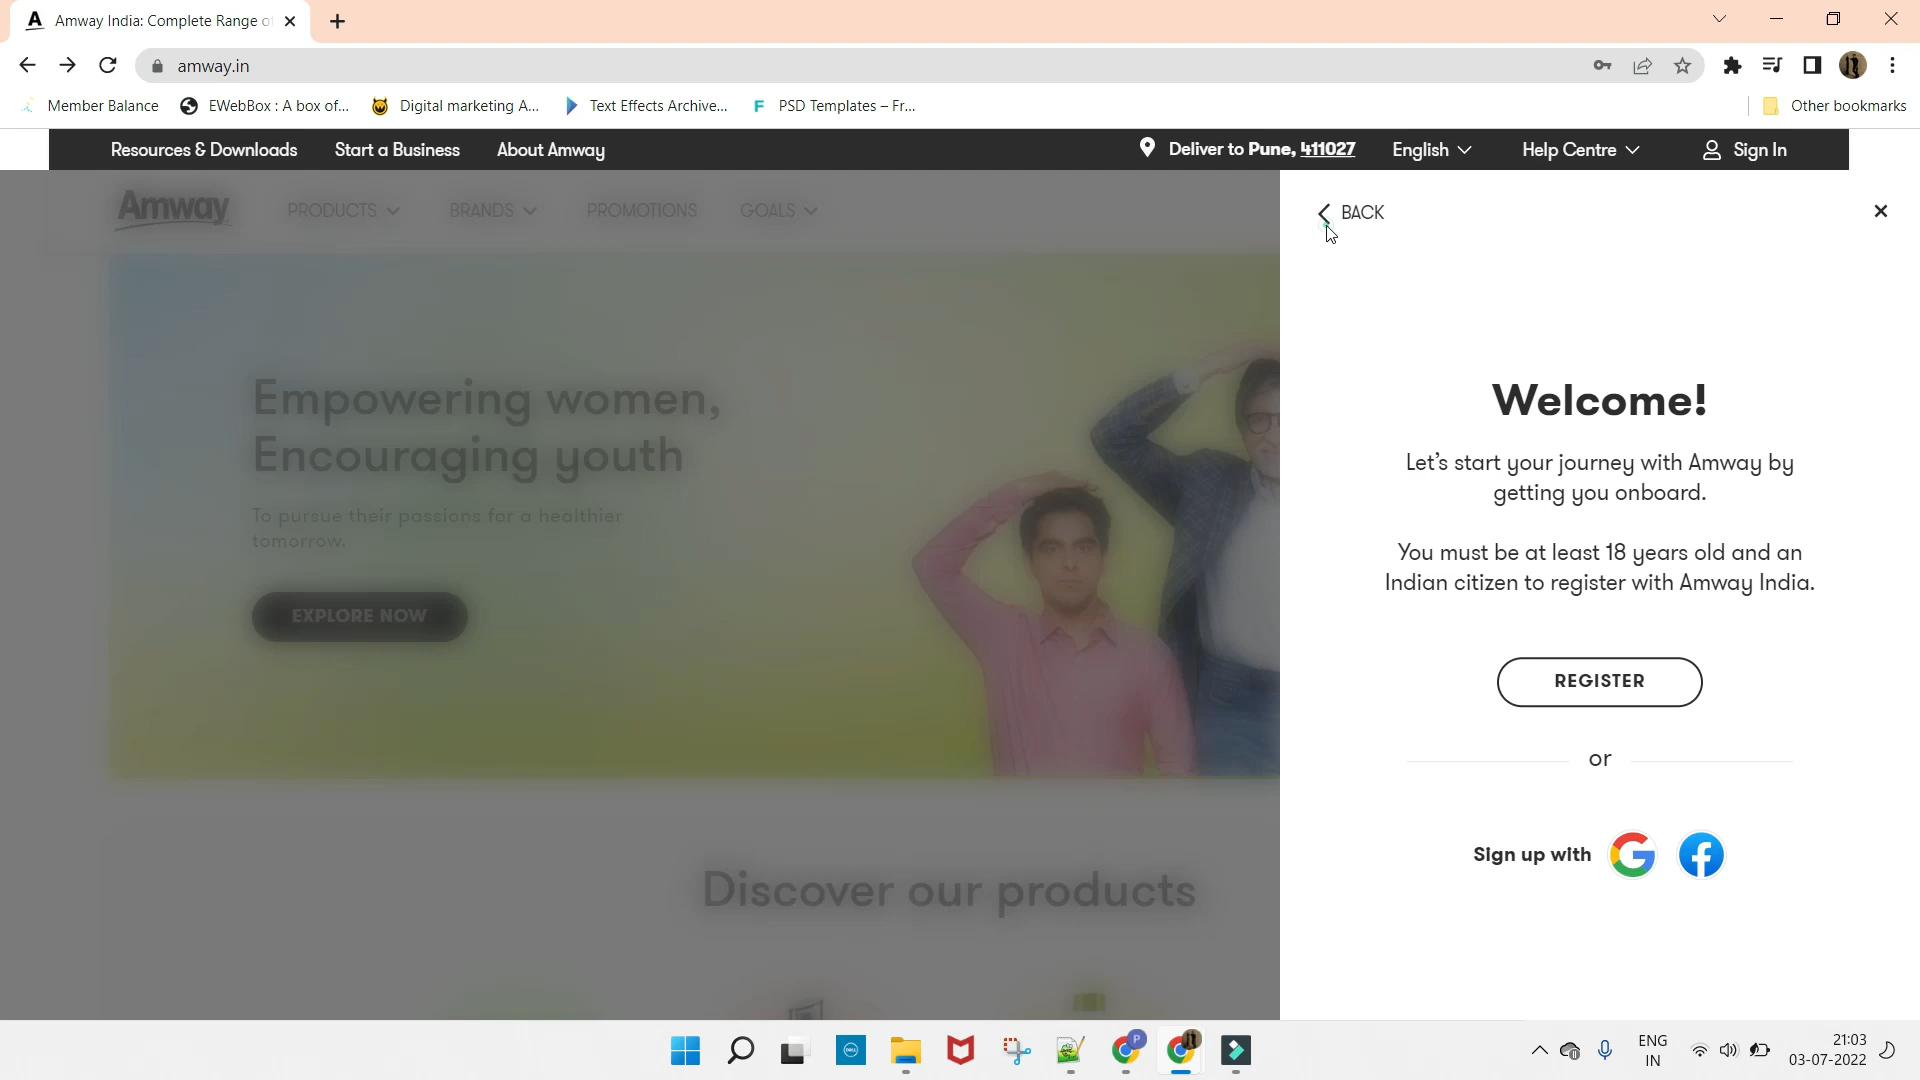 Amway India: Complete Range o
amway.in
Member Balance
EWebBox : A box of...
Digital marketing A...
Text Effects Archive...
F
PSD Templates – Fr...
Other bookmarks
Resources & Downloads
Start a Business
About Amway
Deliver to Pune, 411027
English
Help Centre
Sign In
Amway
PRODUCTS
BRANDS
PROMOTIONS
GOALS
BACK
Empowering women,
Encouraging youth
To pursue their passions for a healthier
tomorrow.
EXPLORE NOW
Discover our products
Welcome!
Let's start your journey with Amway by
getting you onboard.
You must be at least 18 years old and an
Indian citizen to register with Amway India.
REGISTER
or
Sign up with
DELL
P
ENG
IN
21:03
03-07-2022